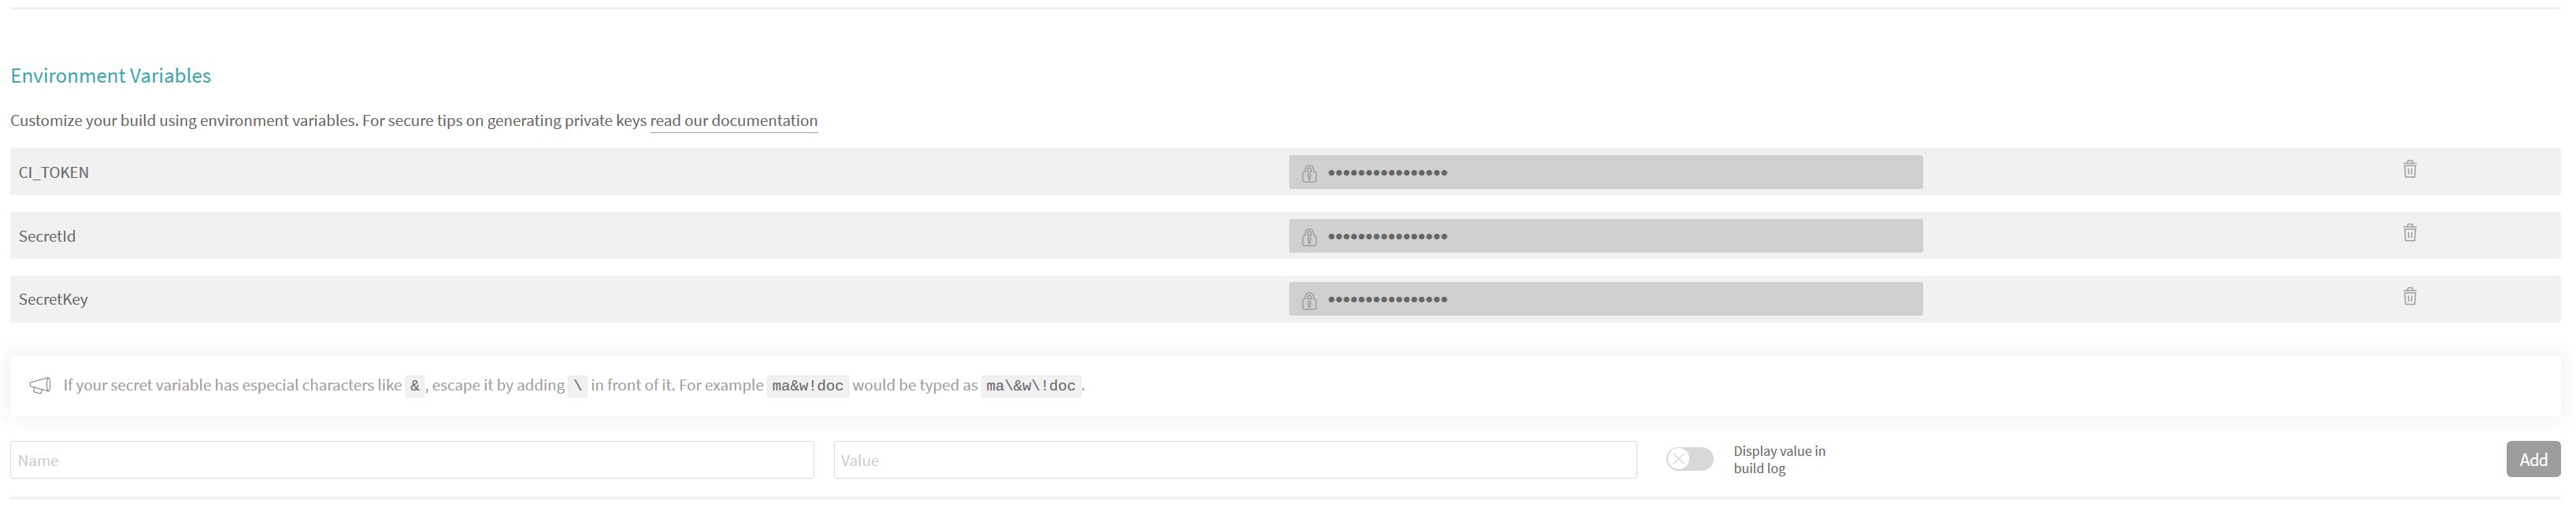 Environment Variables
Customize your build using environment variables. For secure tips on generating private keys read our documentation
CI_TOKEN ••••••••••••••••
SecretId ••••••••••••••••
SecretKey ••••••••••••••••
If your secret variable has especial characters like &, escape it by adding \ in front of it. For example ma&w!doc would be typed as ma\&w\!doc.
Name Value Display value in
build log Add